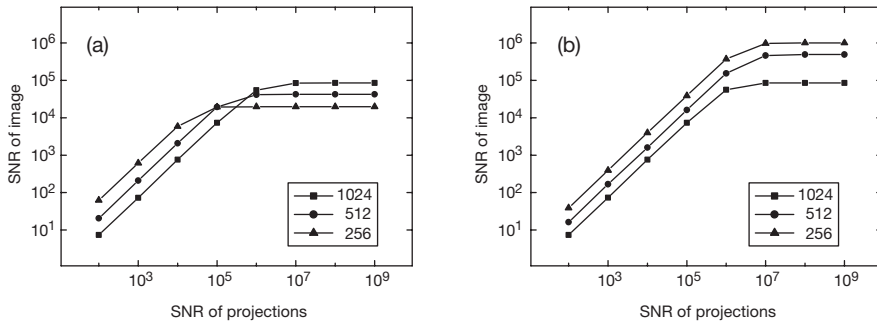 (a)
SNR of image
10⁶
10⁵
10⁴
10³
10²
10¹
1024
512
256
10³ 10⁵ 10⁷ 10⁹
SNR of projections
(b)
SNR of image
10⁶
10⁵
10⁴
10³
10²
10¹
1024
512
256
10³ 10⁵ 10⁷ 10⁹
SNR of projections